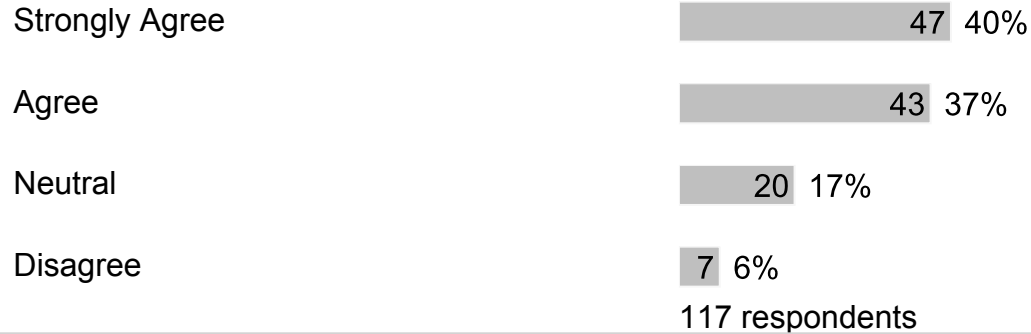 Strongly Agree 47 40%
Agree 43 37%
Neutral 20 17%
Disagree 7 6%
117 respondents